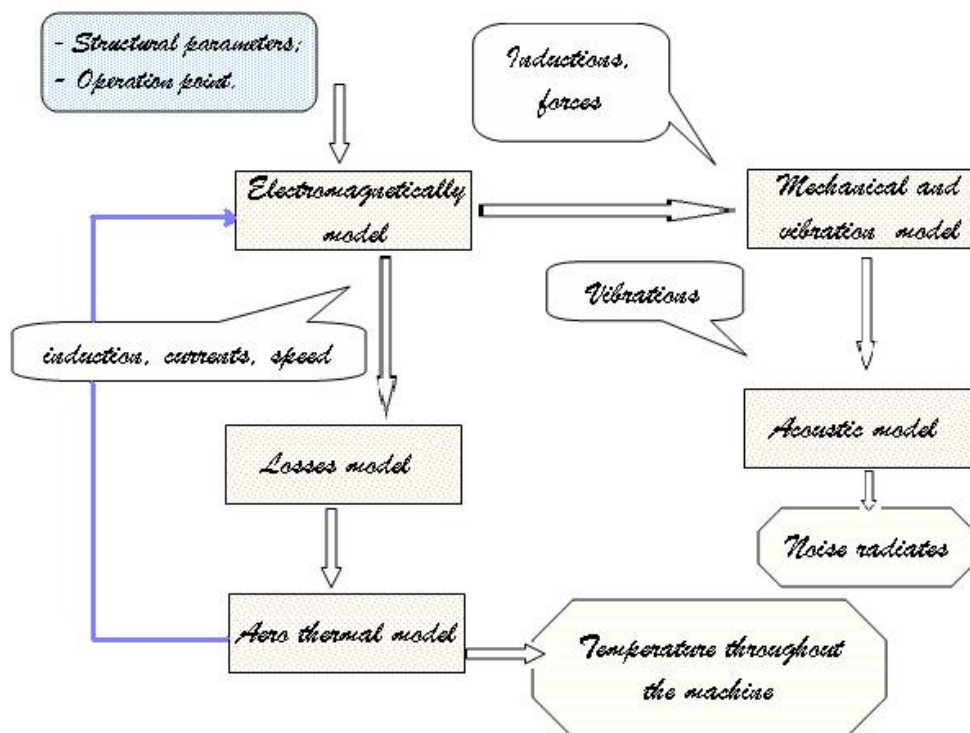 - Structural parameters;
- Operation point.
Inductions,
forces
Electromagnetically
model
Mechanical and
vibration model
Vibrations
induction, currents, speed
Losses model
Acoustic model
Noise radiates
Aero thermal model
Temperature throughout
the machine